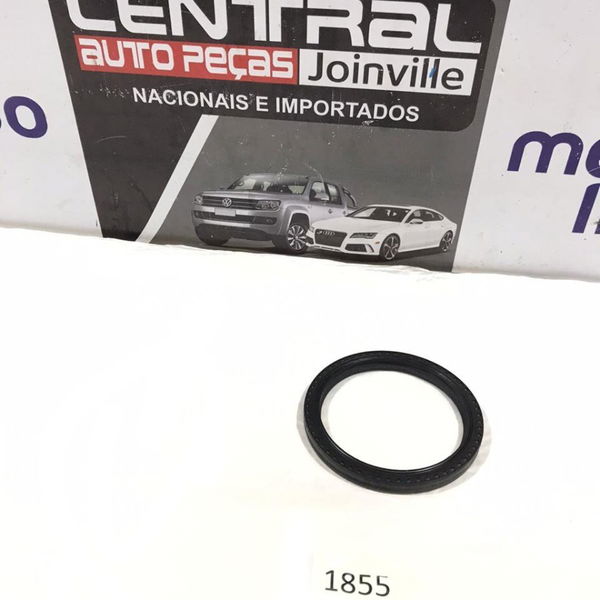 CENTRAL
AUTO PEÇAS Joinville
NACIONAIS E IMPORTADOS
1855